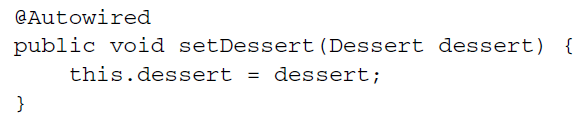 @Autowired
public void setDessert(Dessert dessert) {
    this.dessert = dessert;
}